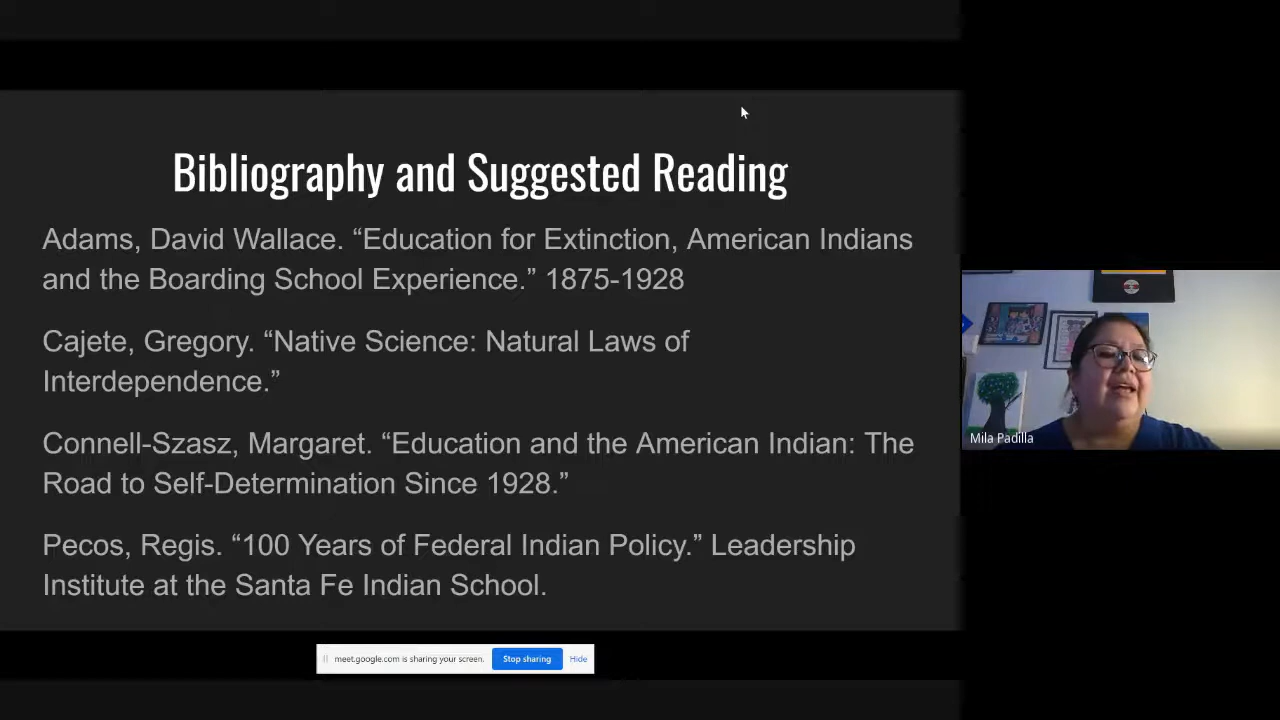 Bibliography and Suggested Reading
Adams, David Wallace. “Education for Extinction, American Indians
and the Boarding School Experience.” 1875-1928
Cajete, Gregory. “Native Science: Natural Laws of
Interdependence.”
Connell-Szasz, Margaret. “Education and the American Indian: The
Road to Self-Determination Since 1928.”
Pecos, Regis. “100 Years of Federal Indian Policy.” Leadership
Institute at the Santa Fe Indian School.
Mila Padilla
meet.google.com is sharing your screen. Stop sharing Hide